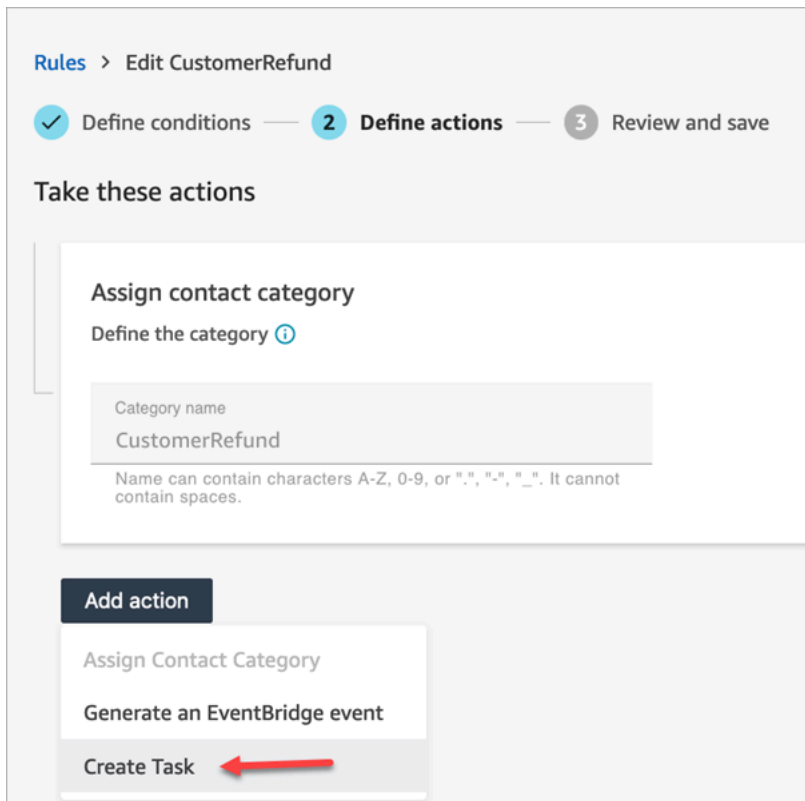 Rules > Edit CustomerRefund
Define conditions 2 Define actions 3 Review and save
Take these actions
Assign contact category
Define the category
Category name
CustomerRefund
Name can contain characters A-Z, 0-9, or ".", "-", "_". It cannot
contain spaces.
Add action
Assign Contact Category
Generate an EventBridge event
Create Task